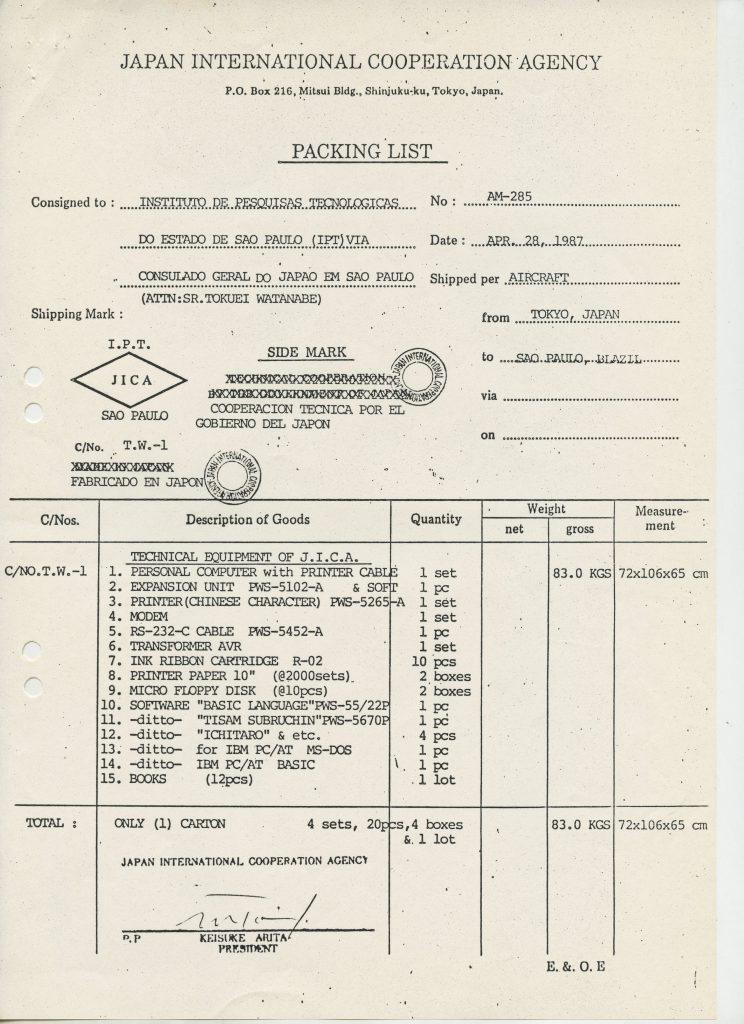 JAPAN INTERNATIONAL COOPERATION AGENCY
P.O. Box 216, Mitsui Bldg., Shinjuku-ku, Tokyo, Japan.
PACKING LIST
Consigned to : INSTITUTO DE PESQUISAS TECNOLOGICAS
No : AM-285
DO ESTADO DE SAO PAULO (IPT)VIA
Date : APR. 28, 1987
CONSULADO GERAL DO JAPAO EM SAO PAULO
Shipped per AIRCRAFT
(ATTN:SR.TOKUEI WATANABE)
Shipping Mark :
from TOKYO, JAPAN
I.P.T.
JICA
SAO PAULO
SIDE MARK
to SAO PAULO, BLAZIL
COOPERACION TECNICA POR EL
GOBIERNO DEL JAPON
via
on
C/No. T.W.-1
FABRICADO EN JAPON
C/Nos. Description of Goods Quantity Weight net gross Measure-ment
TECHNICAL EQUIPMENT OF J.I.C.A.
C/NO.T.W.-1 1. PERSONAL COMPUTER with PRINTER CABLE 1 set 83.0 KGS 72x106x65 cm
2. EXPANSION UNIT PWS-5102-A & SOFT 1 pc
3. PRINTER(CHINESE CHARACTER) PWS-5265-A 1 set
4. MODEM 1 set
5. RS-232-C CABLE PWS-5452-A 1 pc
6. TRANSFORMER AVR 1 set
7. INK RIBBON CARTRIDGE R-02 10 pcs
8. PRINTER PAPER 10" (@2000sets) 2 boxes
9. MICRO FLOPPY DISK (@10pcs) 2 boxes
10. SOFTWARE "BASIC LANGUAGE"PWS-55/22P 1 pc
11. -ditto- "TISAM SUBRUCHIN"PWS-5670P 1 pc
12. -ditto- "ICHITARO" & etc. 4 pcs
13. -ditto- for IBM PC/AT MS-DOS 1 pc
14. -ditto- IBM PC/AT BASIC 1 pc
15. BOOKS (12pcs) 1 lot
TOTAL : ONLY (1) CARTON 4 sets, 20pcs,4 boxes 83.0 KGS 72x106x65 cm
& 1 lot
JAPAN INTERNATIONAL COOPERATION AGENCY
P.P KEISUKE ARITA
PRESIDENT
E. &. O. E